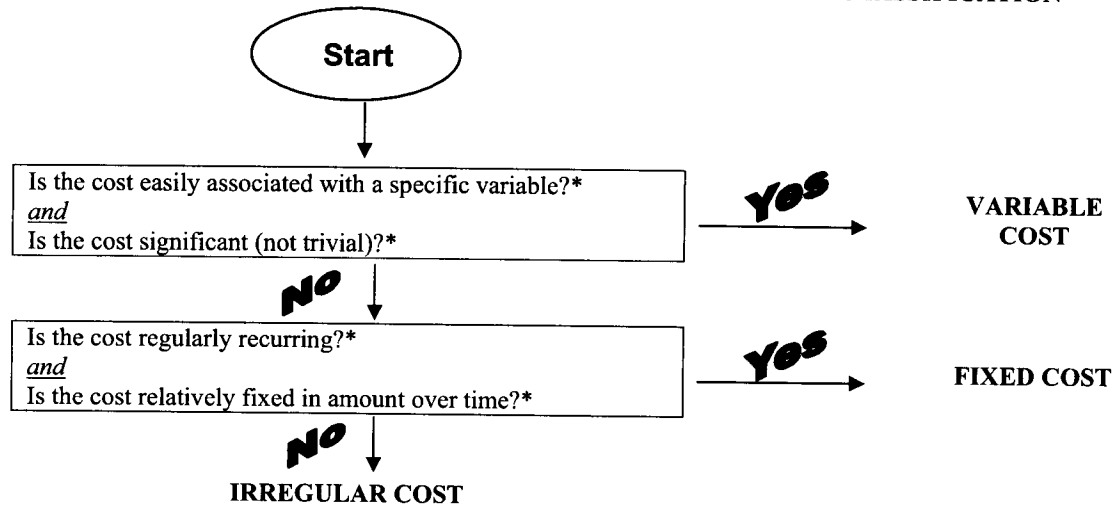 Start
Is the cost easily associated with a specific variable?*
and
Is the cost significant (not trivial)?*
Yes
VARIABLE
COST
No
Is the cost regularly recurring?*
and
Is the cost relatively fixed in amount over time?*
Yes
FIXED COST
No
IRREGULAR COST